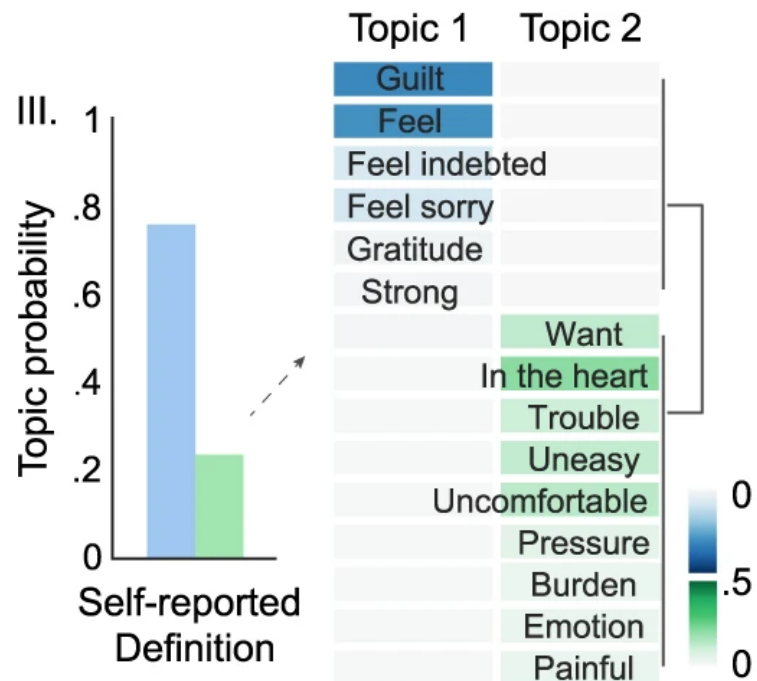 Topic 1 Topic 2
III.
Topic probability
1
.8
.6
.4
.2
0
Self-reported
Definition
Guilt
Feel
Feel indebted
Feel sorry
Gratitude
Strong
Want
In the heart
Trouble
Uneasy
Uncomfortable
Pressure
Burden
Emotion
Painful
0
.5
0